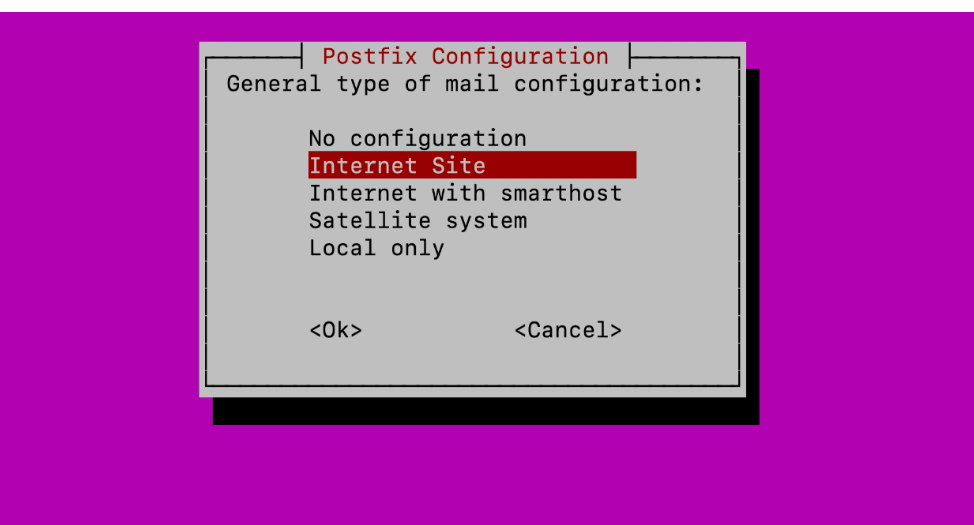 Postfix Configuration
General type of mail configuration:
No configuration
Internet Site
Internet with smarthost
Satellite system
Local only
<Ok> <Cancel>